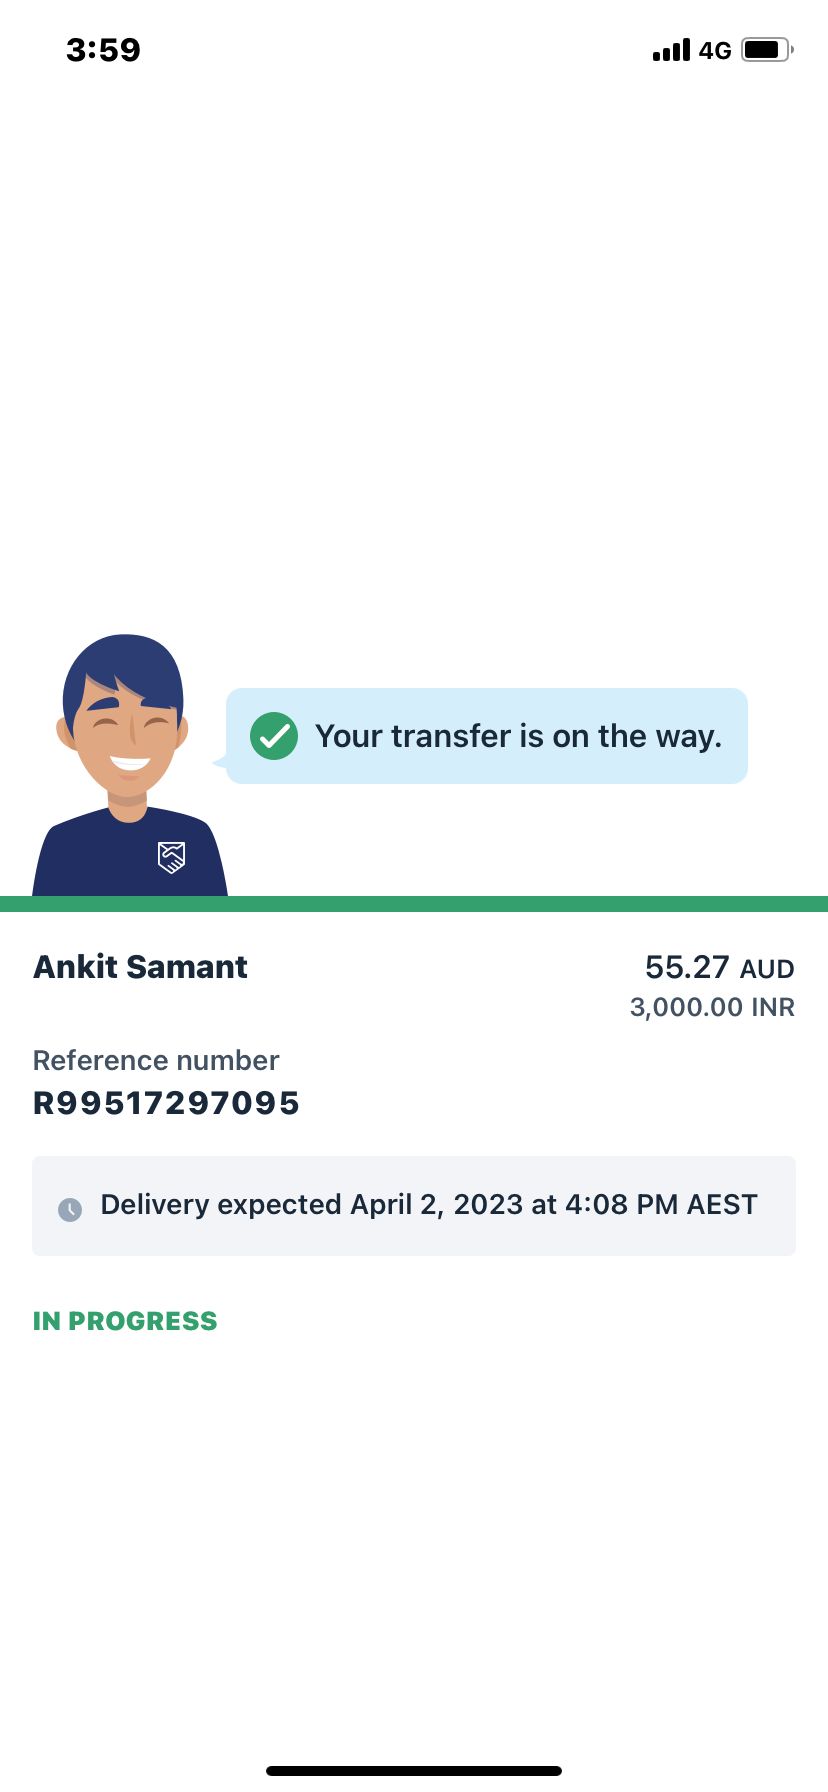 3:59
4G
Your transfer is on the way.
Ankit Samant
55.27 AUD
3,000.00 INR
Reference number
R99517297095
Delivery expected April 2, 2023 at 4:08 PM AEST
IN PROGRESS